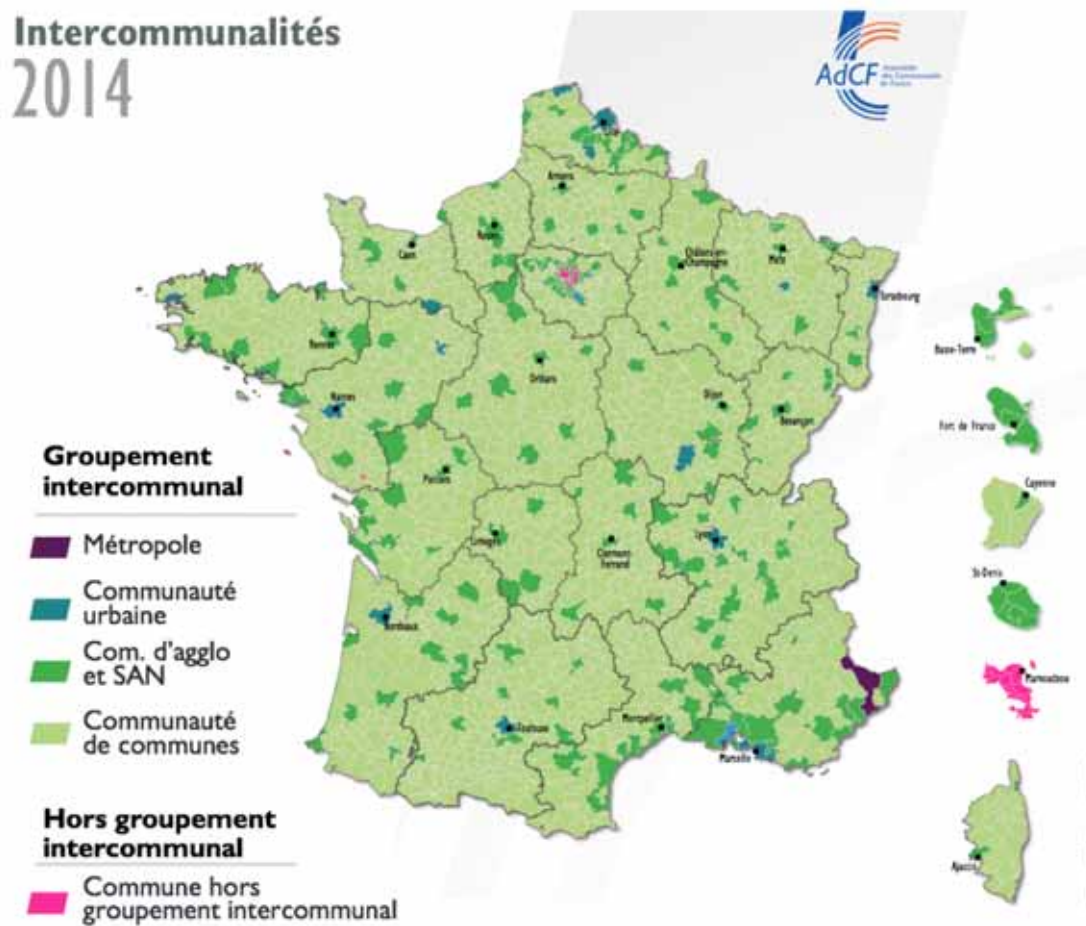 Intercommunalités
2014
AdCF
Lille
Amiens
Rouen
Caen
Châlons-en-
Champagne
Metz
Strasbourg
Rennes
Orléans
Nantes
Dijon
Besançon
Poitiers
Limoges
Clermont
Ferrand
Lyon
Bordeaux
Toulouse
Montpellier
Marseille
Basse-Terre
Fort de France
Cayenne
St-Denis
Mamoudzou
Ajaccio
Groupement
intercommunal
Métropole
Communauté
urbaine
Com. d'agglo
et SAN
Communauté
de communes
Hors groupement
intercommunal
Commune hors
groupement intercommunal